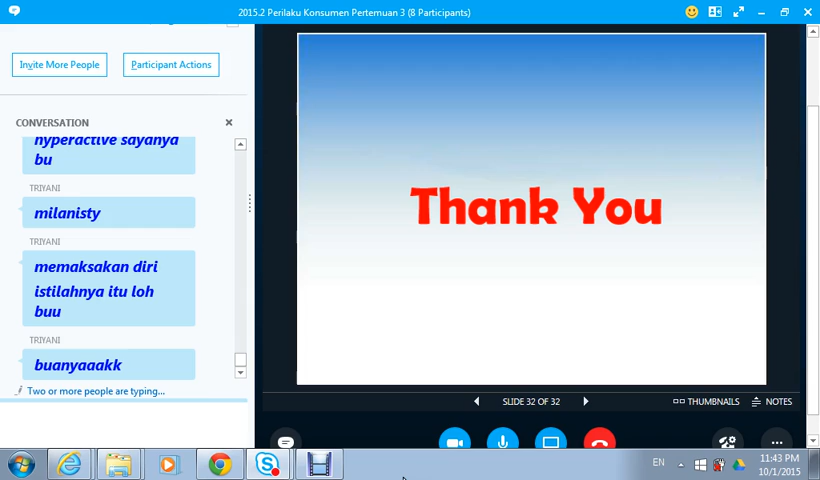 2015.2 Perilaku Konsumen Pertemuan 3 (8 Participants)
Invite More People
Participant Actions
CONVERSATION
hyperactive sayanya
bu
TRIYANI
milanisty
TRIYANI
memaksakan diri
istilahnya itu loh
buu
TRIYANI
buanyaaakk
Two or more people are typing...
Thank You
SLIDE 32 OF 32
THUMBNAILS
NOTES
EN
11:43 PM
10/1/2015